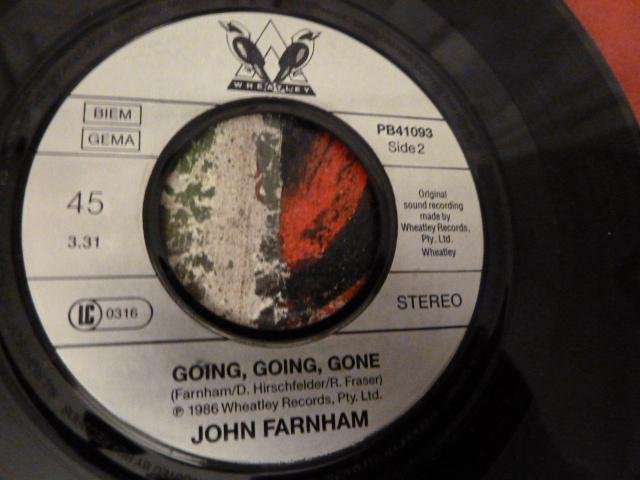 WHEATLEY
BIEM
GEMA
PB41093
Side 2
45
3.31
Original
sound recording
made by
Wheatley Records,
Pty. Ltd.
Wheatley
LC 0316
STEREO
GOING, GOING, GONE
(Farnham/D. Hirschfelder/R. Fraser)
℗ 1986 Wheatley Records, Pty. Ltd.
JOHN FARNHAM